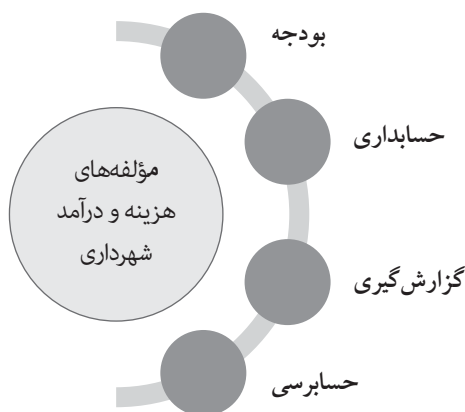 بودجه
حسابداری
مؤلفه‌های
هزینه و درآمد
شهرداری
گزارش‌گیری
حسابرسی